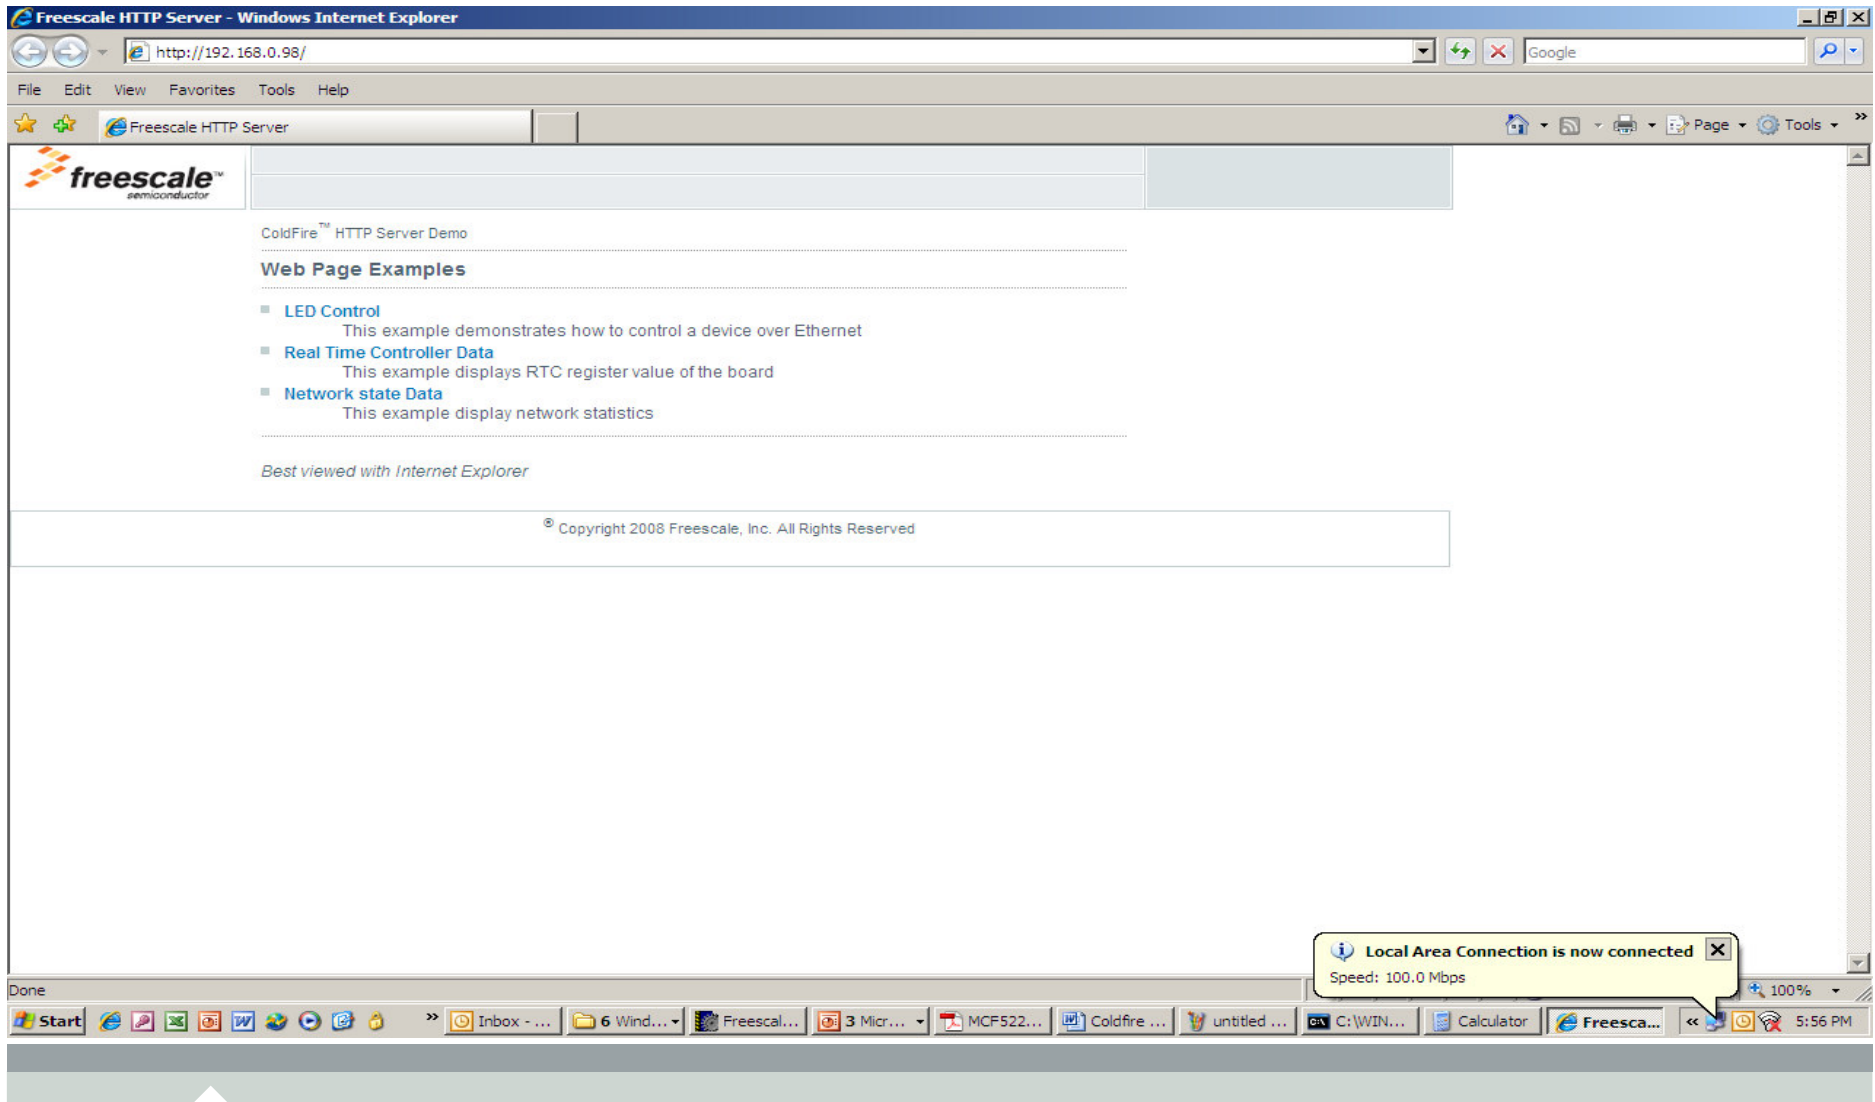 Freescale HTTP Server - Windows Internet Explorer
http://192.168.0.98/
Google
File Edit View Favorites Tools Help
Freescale HTTP Server
Page Tools »
freescale™
semiconductor
ColdFire™ HTTP Server Demo
Web Page Examples
LED Control
This example demonstrates how to control a device over Ethernet
Real Time Controller Data
This example displays RTC register value of the board
Network state Data
This example display network statistics
Best viewed with Internet Explorer
® Copyright 2008 Freescale, Inc. All Rights Reserved
Local Area Connection is now connected
Speed: 100.0 Mbps
Done
100%
Start » Inbox - ... 6 Wind... Freescal... 3 Micr... MCF522... Coldfire ... untitled ... C:\WIN... Calculator Freesca... « 5:56 PM